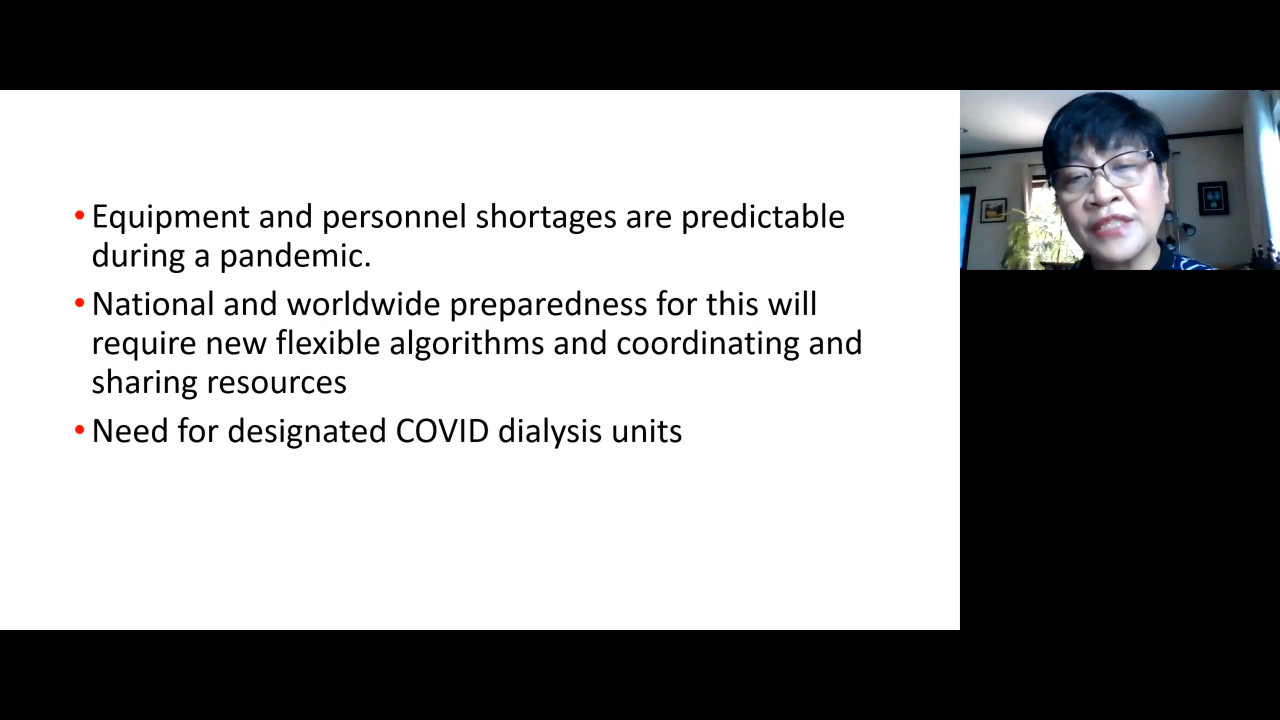 • Equipment and personnel shortages are predictable
during a pandemic.
• National and worldwide preparedness for this will
require new flexible algorithms and coordinating and
sharing resources
• Need for designated COVID dialysis units